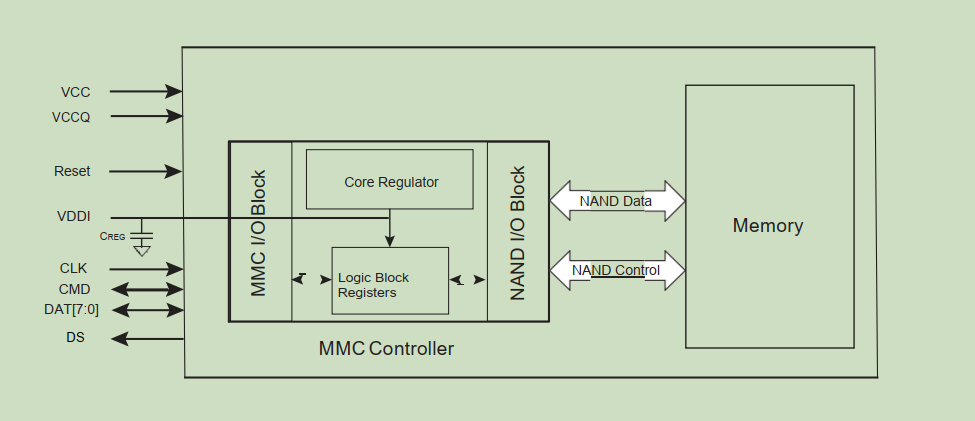 VCC
VCCQ
Reset
VDDI
CREG
CLK
CMD
DAT[7:0]
DS
MMC I/O Block
Core Regulator
Logic Block
Registers
NAND I/O Block
MMC Controller
NAND Data
NAND Control
Memory